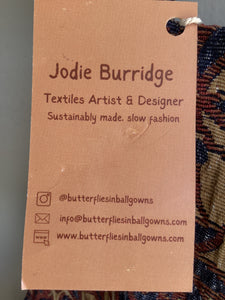 Jodie Burridge
Textiles Artist & Designer
Sustainably made, slow fashion
@butterfliesinballgowns
info@butterfliesinballgowns.com
www.butterfliesinballgowns.com